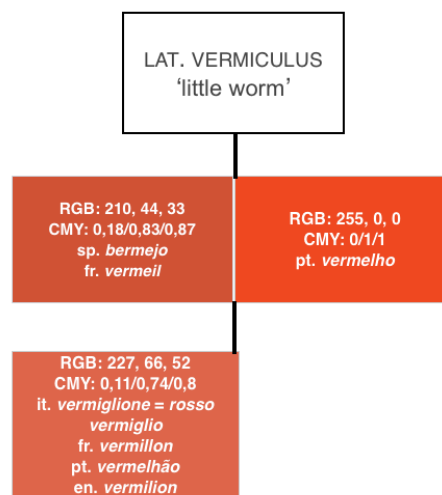 LAT. VERMICULUS
‘little worm’
RGB: 210, 44, 33
CMY: 0,18/0,83/0,87
sp. bermejo
fr. vermeil
RGB: 255, 0, 0
CMY: 0/1/1
pt. vermelho
RGB: 227, 66, 52
CMY: 0,11/0,74/0,8
it. vermiglione = rosso
vermiglio
fr. vermillon
pt. vermelhão
en. vermilion